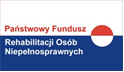 Państwowy Fundusz
Rehabilitacji Osób
Niepełnosprawnych